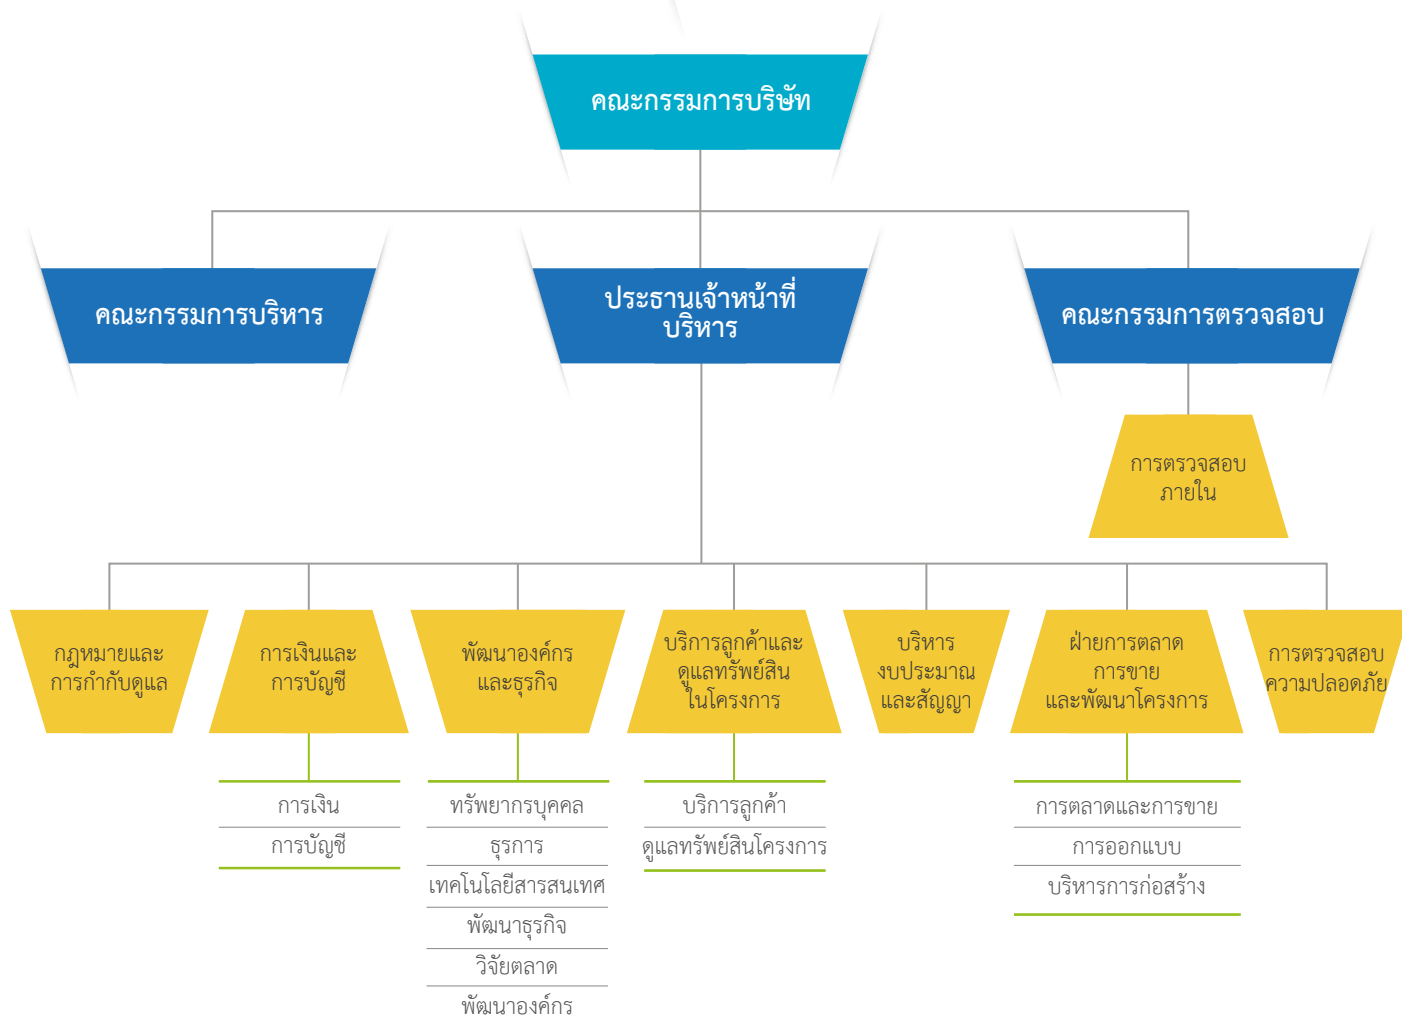 คณะกรรมการบริษัท
คณะกรรมการบริหาร
ประธานเจ้าหน้าที่
บริหาร
คณะกรรมการตรวจสอบ
การตรวจสอบ
ภายใน
กฎหมายและ
การกำกับดูแล
การเงินและ
การบัญชี
พัฒนาองค์กร
และธุรกิจ
บริการลูกค้าและ
ดูแลทรัพย์สิน
ในโครงการ
บริหาร
งบประมาณ
และสัญญา
ฝ่ายการตลาด
การขาย
และพัฒนาโครงการ
การตรวจสอบ
ความปลอดภัย
การเงิน
การบัญชี
ทรัพยากรบุคคล
ธุรการ
เทคโนโลยีสารสนเทศ
พัฒนาธุรกิจ
วิจัยตลาด
พัฒนาองค์กร
บริการลูกค้า
ดูแลทรัพย์สินโครงการ
การตลาดและการขาย
การออกแบบ
บริหารการก่อสร้าง